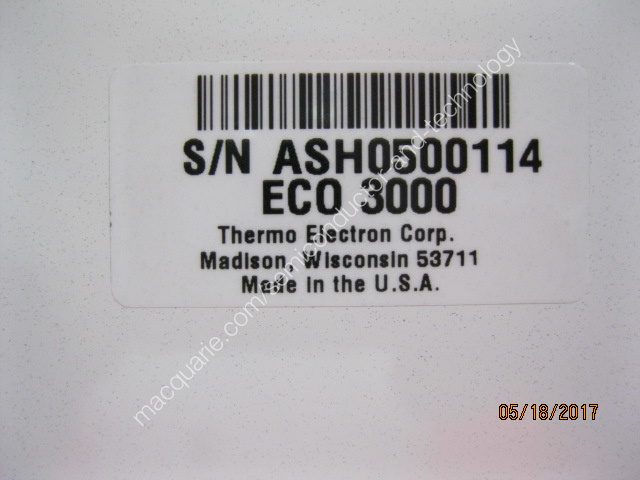 S/N ASH0500114
ECO 3000
Thermo Electron Corp.
Madison, Wisconsin 53711
Made in the U.S.A.
macquarie.com/semiconductor-and-technology
05/18/2017